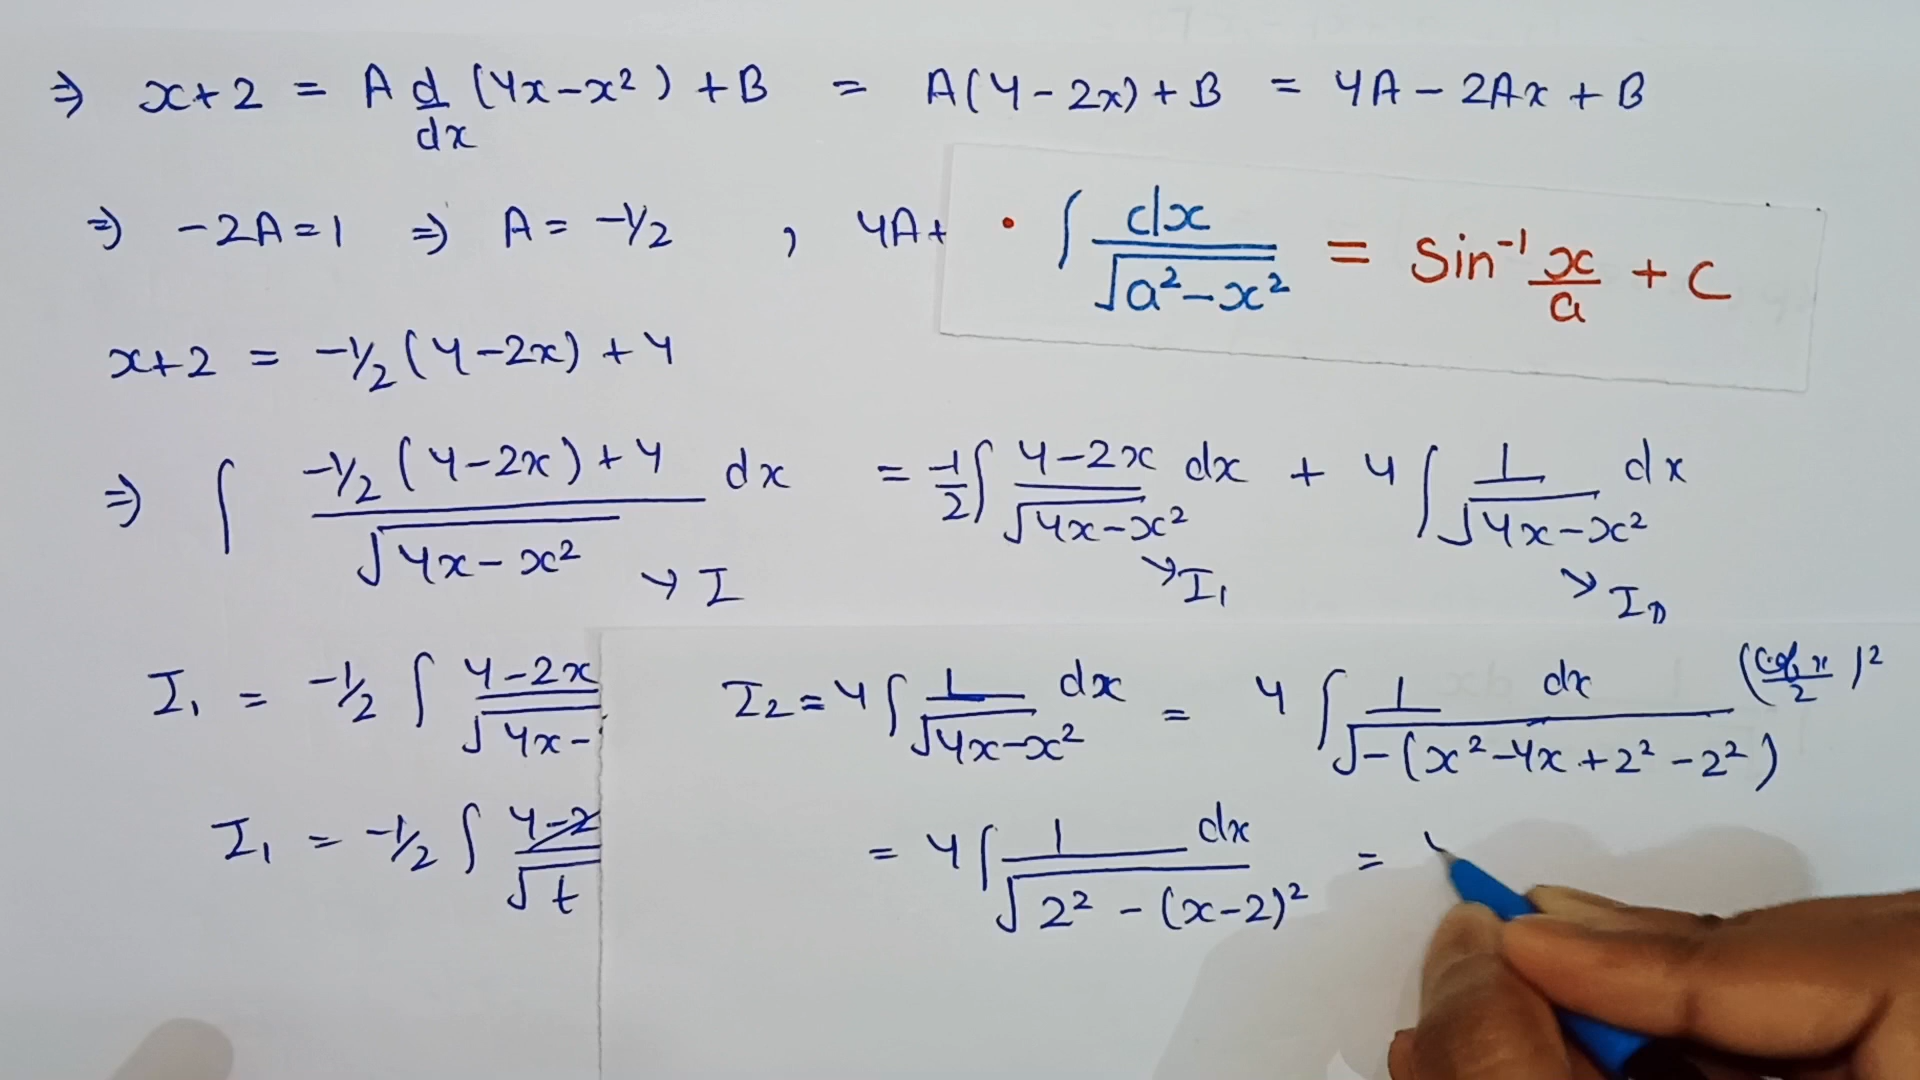 ⇒ x+2 = A d/dx (4x-x²) + B = A(4-2x) + B = 4A - 2Ax + B
⇒ -2A = 1 ⇒ A = -1/2 , 4A+
• ∫ dx/√(a²-x²) = Sin⁻¹ x/a + C
x+2 = -1/2 (4-2x) + 4
⇒ ∫ (-1/2 (4-2x) + 4)/√(4x-x²) dx = -1/2 ∫ (4-2x)/√(4x-x²) dx + 4 ∫ 1/√(4x-x²) dx
→ I → I₁ → I₂
I₁ = -1/2 ∫ 4-2x / √4x-
I₁ = -1/2 ∫ 4-2 / √t
I₂ = 4 ∫ 1/√(4x-x²) dx = 4 ∫ 1/√(-(x²-4x+2²-2²)) dx
= 4 ∫ 1/√(2²-(x-2)²) dx =